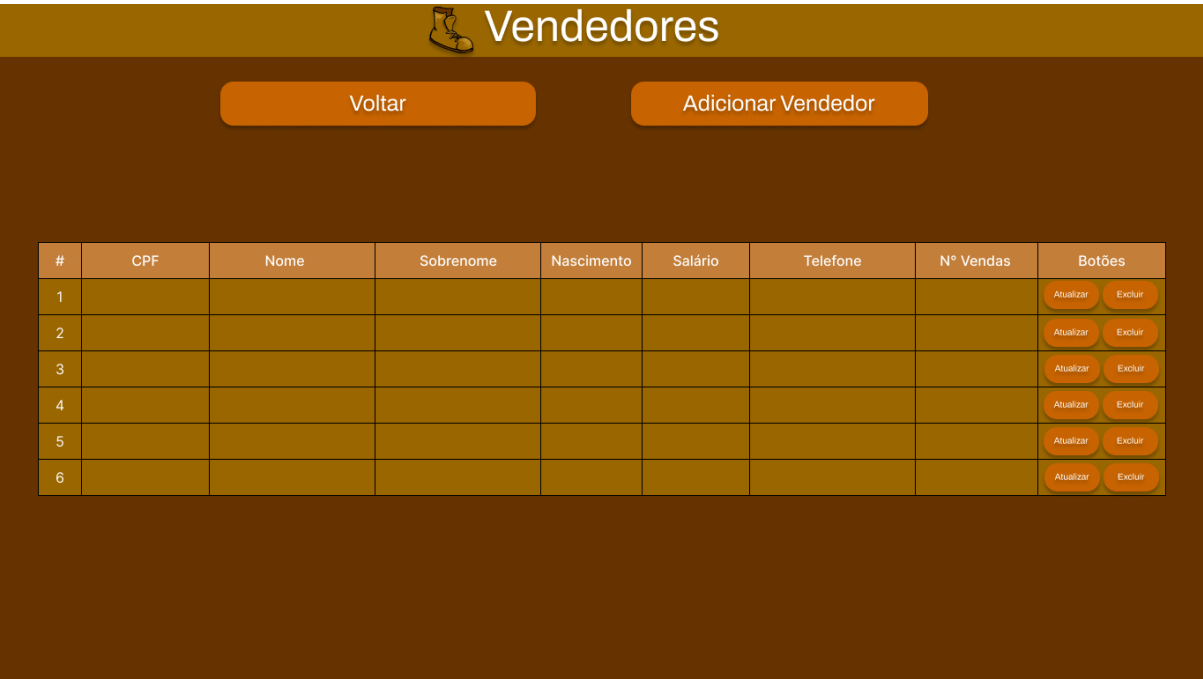 Vendedores
Voltar Adicionar Vendedor
# CPF Nome Sobrenome Nascimento Salário Telefone N° Vendas Botões
1 Atualizar Excluir
2 Atualizar Excluir
3 Atualizar Excluir
4 Atualizar Excluir
5 Atualizar Excluir
6 Atualizar Excluir